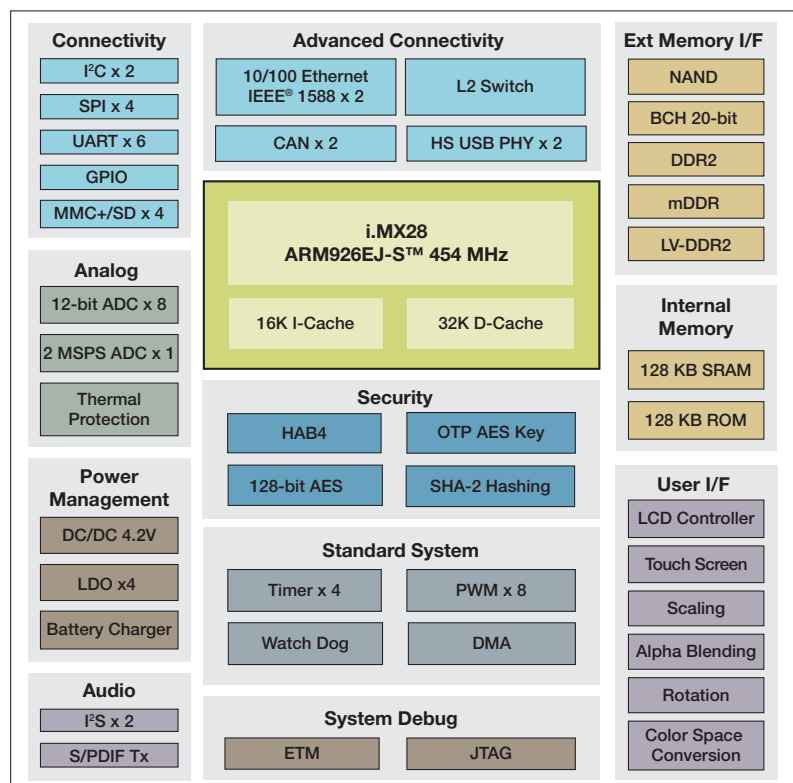 Connectivity
I²C x 2
SPI x 4
UART x 6
GPIO
MMC+/SD x 4
Analog
12-bit ADC x 8
2 MSPS ADC x 1
Thermal
Protection
Power
Management
DC/DC 4.2V
LDO x4
Battery Charger
Audio
I²S x 2
S/PDIF Tx
Advanced Connectivity
10/100 Ethernet
IEEE® 1588 x 2
L2 Switch
CAN x 2
HS USB PHY x 2
i.MX28
ARM926EJ-S™ 454 MHz
16K I-Cache
32K D-Cache
Security
HAB4
OTP AES Key
128-bit AES
SHA-2 Hashing
Standard System
Timer x 4
PWM x 8
Watch Dog
DMA
System Debug
ETM
JTAG
Ext Memory I/F
NAND
BCH 20-bit
DDR2
mDDR
LV-DDR2
Internal
Memory
128 KB SRAM
128 KB ROM
User I/F
LCD Controller
Touch Screen
Scaling
Alpha Blending
Rotation
Color Space
Conversion